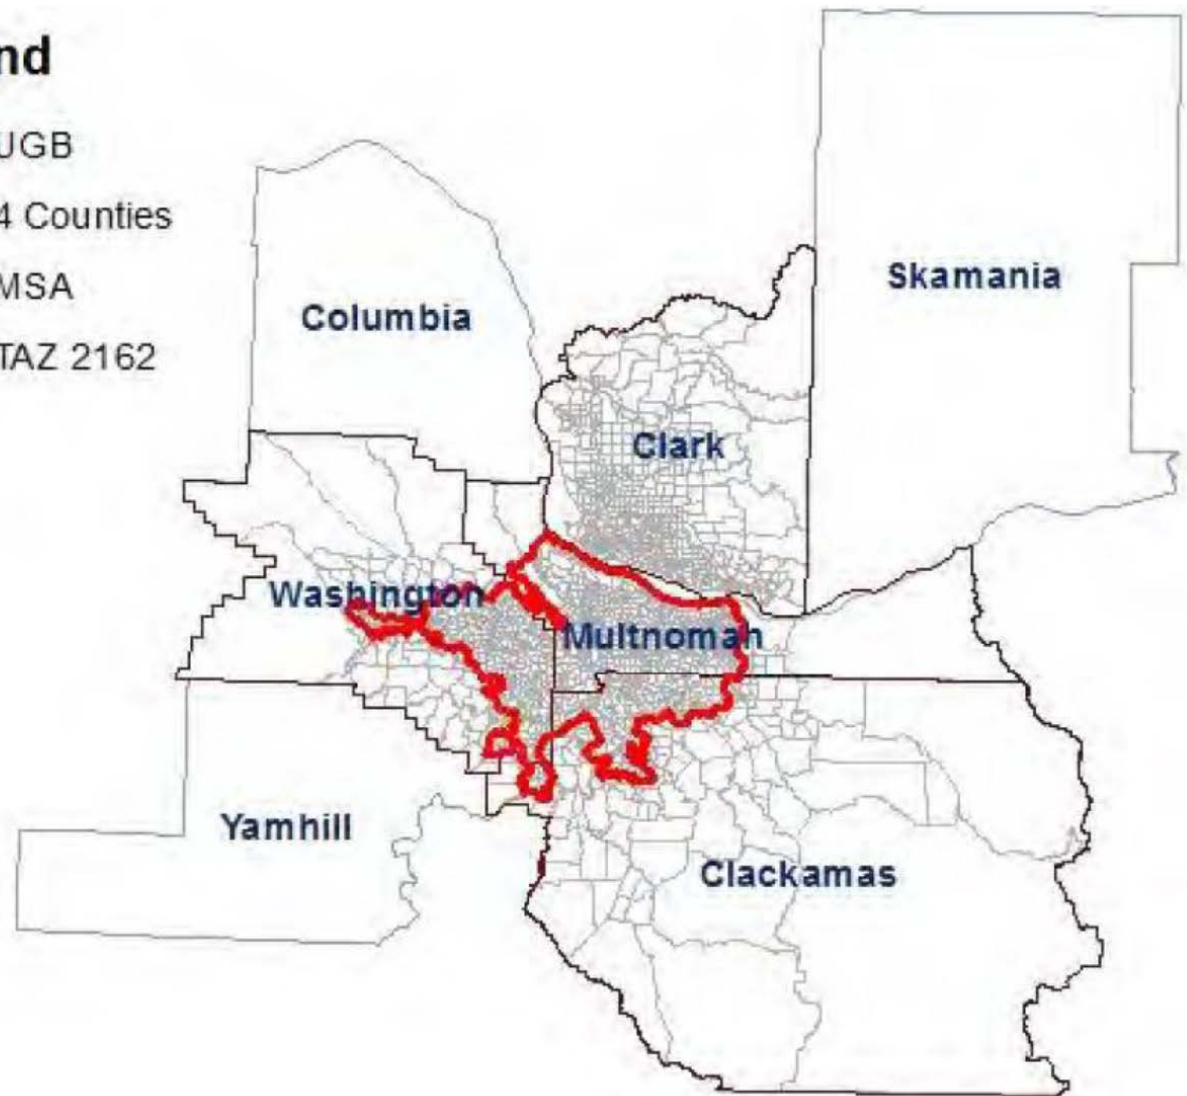 nd
UGB
4 Counties
MSA
TAZ 2162
Skamania
Columbia
Clark
Washington
Multnomah
Yamhill
Clackamas